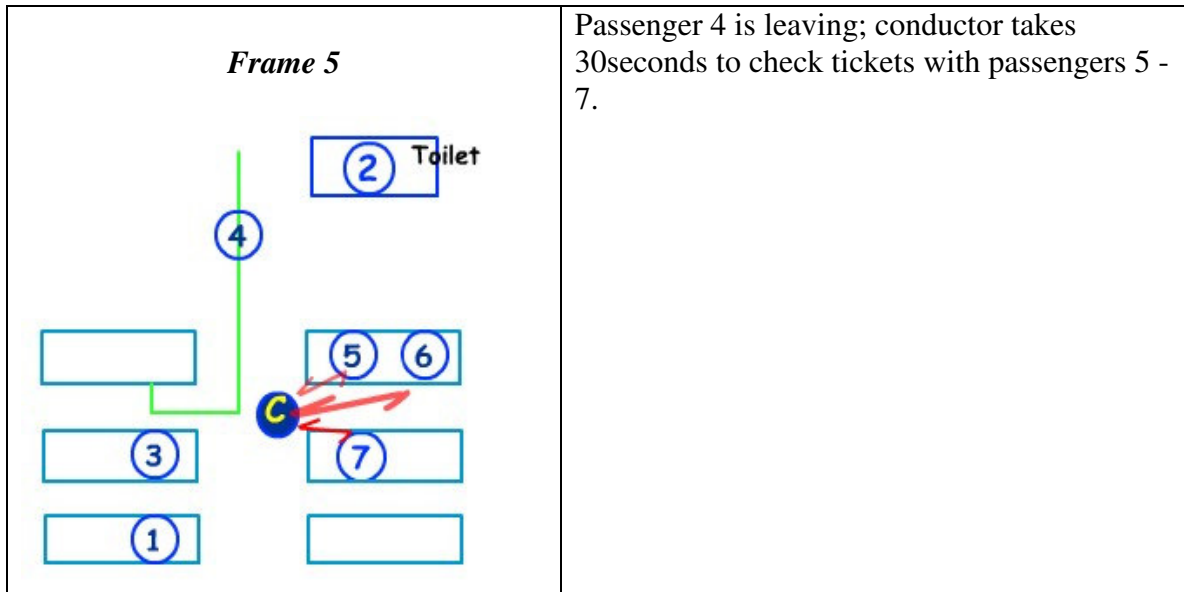 Frame 5
Passenger 4 is leaving; conductor takes
30seconds to check tickets with passengers 5 -
7.
2 Toilet
4
5 6
C
3 7
1